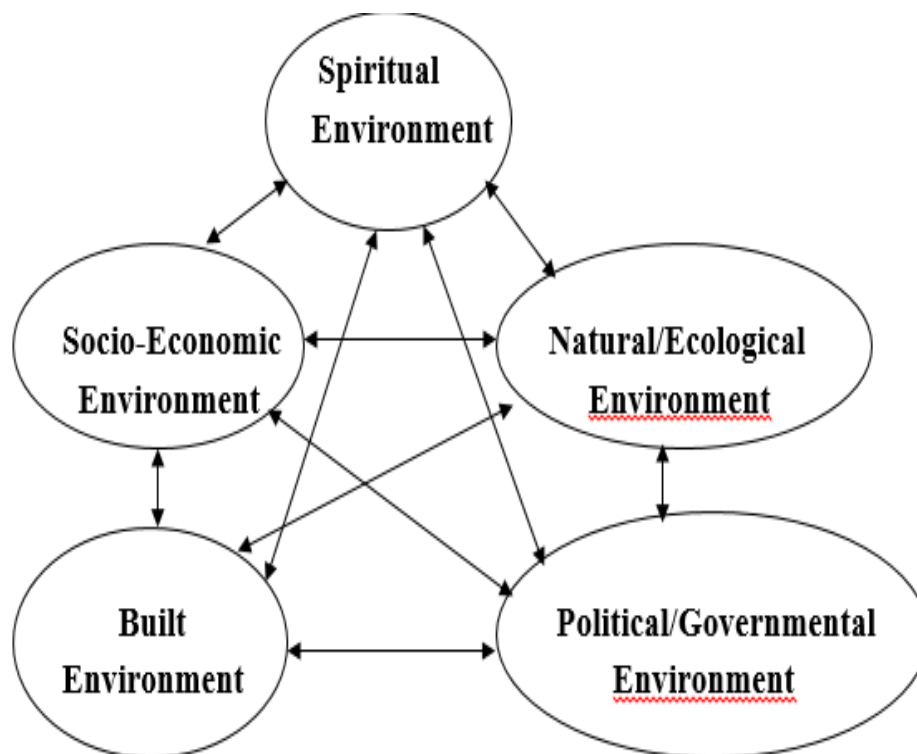 Spiritual
Environment
Socio-Economic
Environment
Natural/Ecological
Environment
Built
Environment
Political/Governmental
Environment